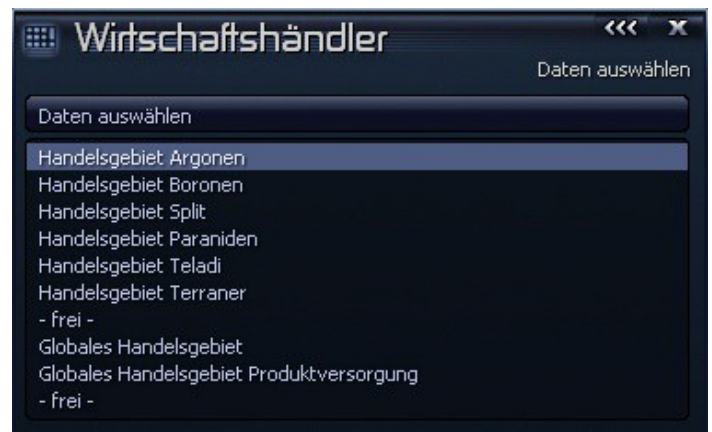 Wirtschaftshändler
<<< x
Daten auswählen
Daten auswählen
Handelsgebiet Argonen
Handelsgebiet Boronen
Handelsgebiet Split
Handelsgebiet Paraniden
Handelsgebiet Teladi
Handelsgebiet Terraner
- frei -
Globales Handelsgebiet
Globales Handelsgebiet Produktversorgung
- frei -